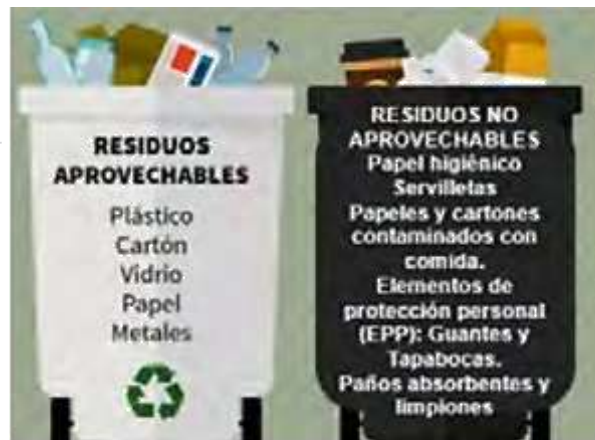 RESIDUOS
APROVECHABLES
Plástico
Cartón
Vidrio
Papel
Metales
RESIDUOS NO
APROVECHABLES
Papel higiénico
Servilletas
Papeles y cartones
contaminados con
comida.
Elementos de
protección personal
(EPP): Guantes y
Tapabocas.
Paños absorbentes y
limpiones